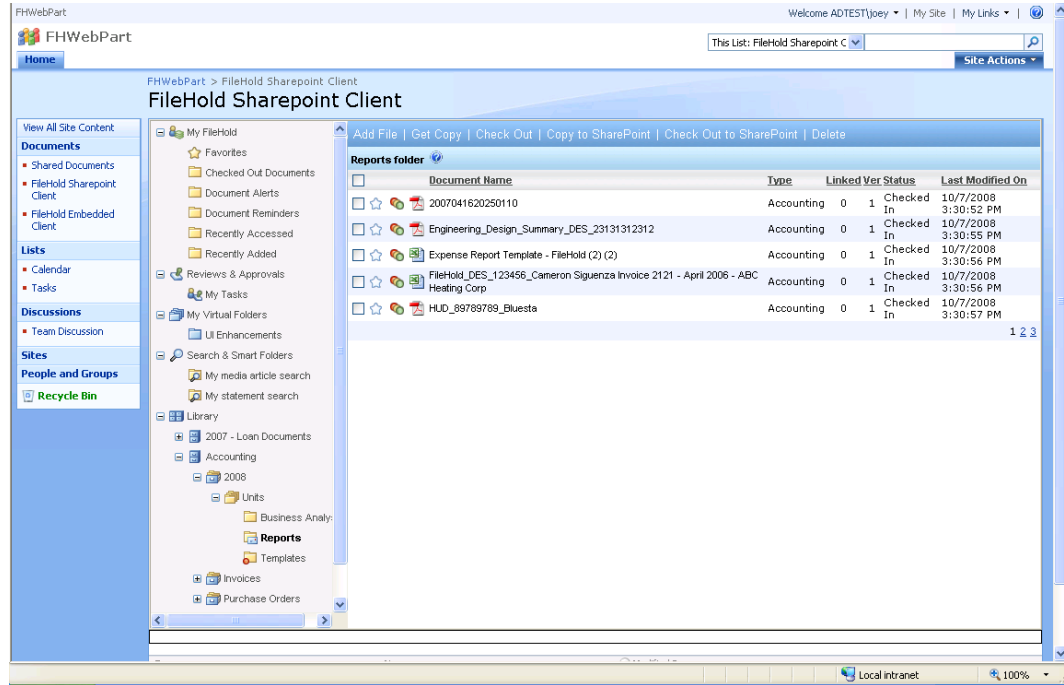 FHWebPart
Welcome ADTEST\joey | My Site | My Links |
FHWebPart
This List: FileHold Sharepoint C
Home
Site Actions
FHWebPart > FileHold Sharepoint Client
FileHold Sharepoint Client
View All Site Content
Documents
Shared Documents
FileHold Sharepoint
Client
FileHold Embedded
Client
Lists
Calendar
Tasks
Discussions
Team Discussion
Sites
People and Groups
Recycle Bin
My FileHold
Favorites
Checked Out Documents
Document Alerts
Document Reminders
Recently Accessed
Recently Added
Reviews & Approvals
My Tasks
My Virtual Folders
UI Enhancements
Search & Smart Folders
My media article search
My statement search
Library
2007 - Loan Documents
Accounting
2008
Units
Business Analy
Reports
Templates
Invoices
Purchase Orders
Add File | Get Copy | Check Out | Copy to SharePoint | Check Out to SharePoint | Delete
Reports folder
Document Name Type Linked Ver Status Last Modified On
2007041620250110 Accounting 0 1 Checked In 10/7/2008 3:30:52 PM
Engineering_Design_Summary_DES_23131312312 Accounting 0 1 Checked In 10/7/2008 3:30:55 PM
Expense Report Template - FileHold (2) (2) Accounting 0 1 Checked In 10/7/2008 3:30:56 PM
FileHold_DES_123456_Cameron Siguenza Invoice 2121 - April 2006 - ABC Heating Corp Accounting 0 1 Checked In 10/7/2008 3:30:56 PM
HUD_89789789_Bluesta Accounting 0 1 Checked In 10/7/2008 3:30:57 PM
1 2 3
Local intranet
100%